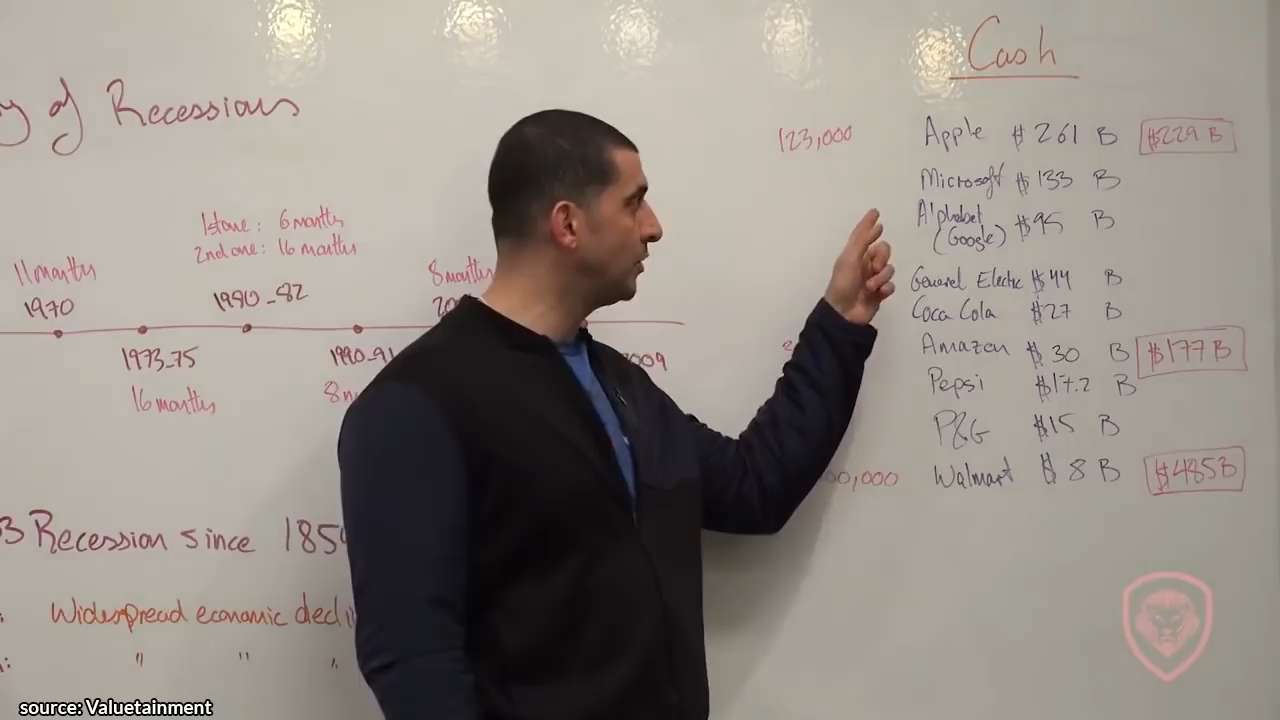 Cash
y of Recessions
123,000 Apple $261 B $229 B
Microsoft $133 B
1st one: 6 months
2nd one: 16 months
Alphabet $95 B
(Google)
11 months
8 months
1970
1980-82
General Electric $44 B
Coca Cola $27 B
1973-75
1990-91
2009
Amazon $30 B $177 B
16 months
Pepsi $17.2 B
P&G $15 B
00,000 Walmart $8 B $485B
3 Recession since 185
Widespread economic decli
: " " "
source: Valuetainment